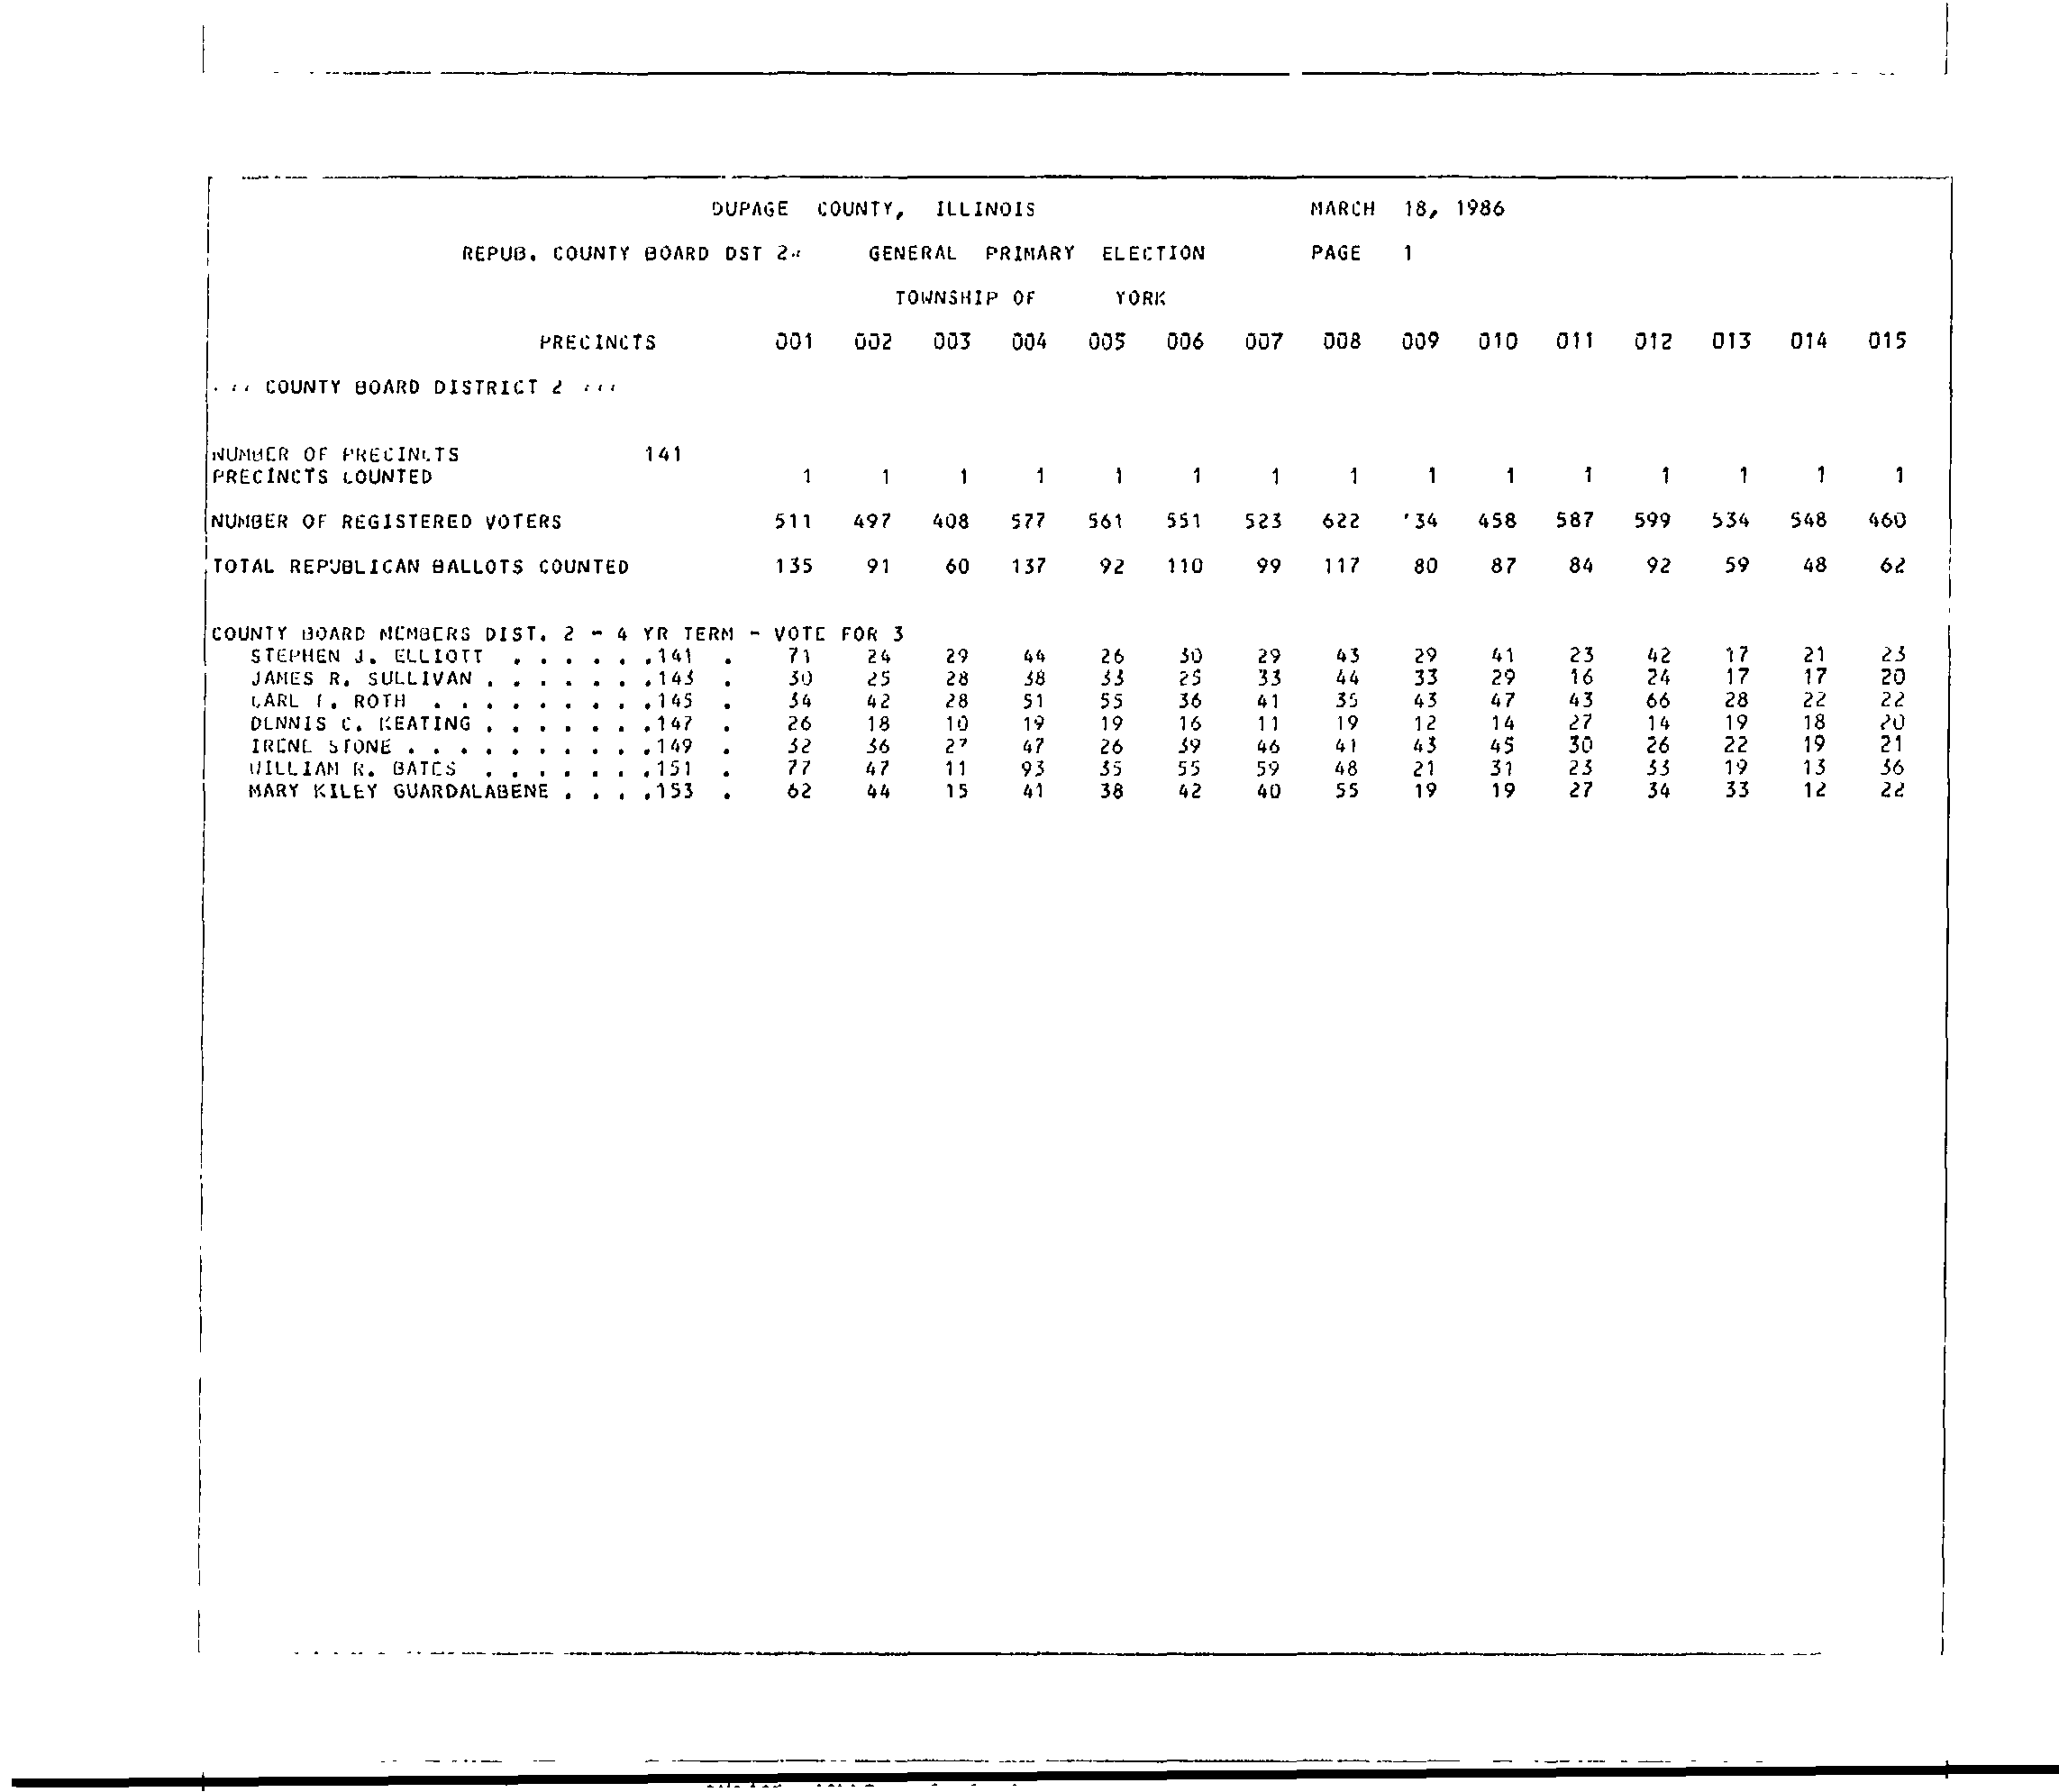 DUPAGE COUNTY, ILLINOIS MARCH 18, 1986
REPUB. COUNTY BOARD DST 2 GENERAL PRIMARY ELECTION PAGE 1
TOWNSHIP OF YORK
PRECINCTS 001 002 003 004 005 006 007 008 009 010 011 012 013 014 015
COUNTY BOARD DISTRICT 2
NUMBER OF PRECINCTS 141
PRECINCTS COUNTED 1 1 1 1 1 1 1 1 1 1 1 1 1 1 1
NUMBER OF REGISTERED VOTERS 511 497 408 577 561 551 523 622 458 587 599 534 548 460
TOTAL REPUBLICAN BALLOTS COUNTED 135 91 60 137 92 110 99 117 80 87 84 92 59 48 62
COUNTY BOARD MEMBERS DIST. 2 - 4 YR TERM - VOTE FOR 3
STEPHEN J. ELLIOTT . . . . . .141 . 71 24 29 44 26 30 29 43 29 41 23 42 17 21 23
JAMES R. SULLIVAN . . . . . . .143 . 30 25 28 38 33 25 33 44 33 29 16 24 17 17 20
CARL ROTH . . . . . . . . .145 . 34 42 28 51 55 36 41 35 43 47 43 66 28 22 22
DENNIS C. KEATING . . . . . . .147 . 26 18 10 19 19 16 11 19 12 14 27 14 19 18 20
IRENE STONE . . . . . . . . . .149 . 32 36 27 47 26 39 46 41 43 45 30 26 22 19 21
WILLIAM R. BATES . . . . . . .151 . 77 47 11 93 35 55 59 48 21 31 23 33 19 13 36
MARY KILEY GUARDALABENE . . . .153 . 62 44 15 41 38 42 40 55 19 19 27 34 33 12 22